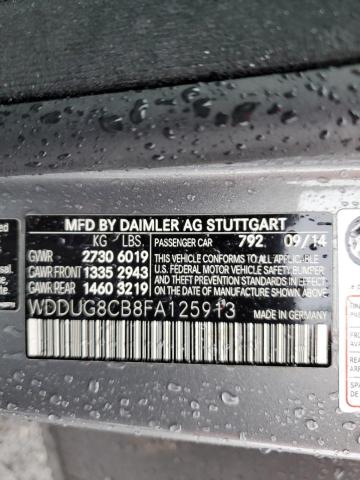 MFD BY DAIMLER AG STUTTGART
KG LBS. PASSENGER CAR 792 09/14
GVWR 2730 6019
GAWR FRONT 1335 2943
GAWR REAR 1460 3219
THIS VEHICLE CONFORMS TO ALL APPLICABLE
U.S. FEDERAL MOTOR VEHICLE SAFETY
BUMPER AND THEFT PREVENTION STANDARDS
IN EFFECT ON THE DATE OF
MANUFACTURE SHOWN ABOVE.
WDDUG8CB8FA125913
MADE IN GERMANY